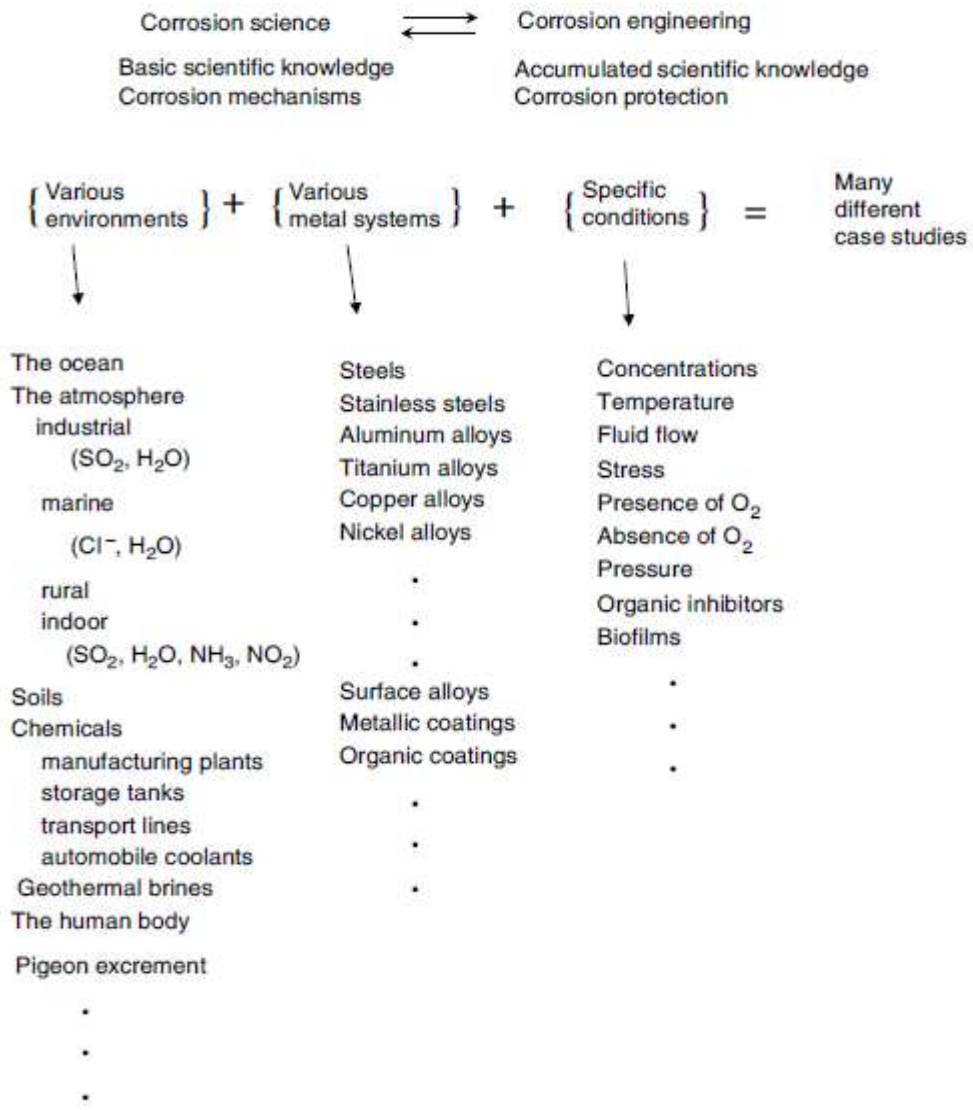 Corrosion science ⇌ Corrosion engineering
Basic scientific knowledge
Corrosion mechanisms
Accumulated scientific knowledge
Corrosion protection
{ Various environments } + { Various metal systems } + { Specific conditions } = Many different case studies
The ocean
The atmosphere
industrial
(SO₂, H₂O)
marine
(Cl⁻, H₂O)
rural
indoor
(SO₂, H₂O, NH₃, NO₂)
Soils
Chemicals
manufacturing plants
storage tanks
transport lines
automobile coolants
Geothermal brines
The human body
Pigeon excrement
.
.
.
Steels
Stainless steels
Aluminum alloys
Titanium alloys
Copper alloys
Nickel alloys
.
.
.
Surface alloys
Metallic coatings
Organic coatings
.
.
.
Concentrations
Temperature
Fluid flow
Stress
Presence of O₂
Absence of O₂
Pressure
Organic inhibitors
Biofilms
.
.
.